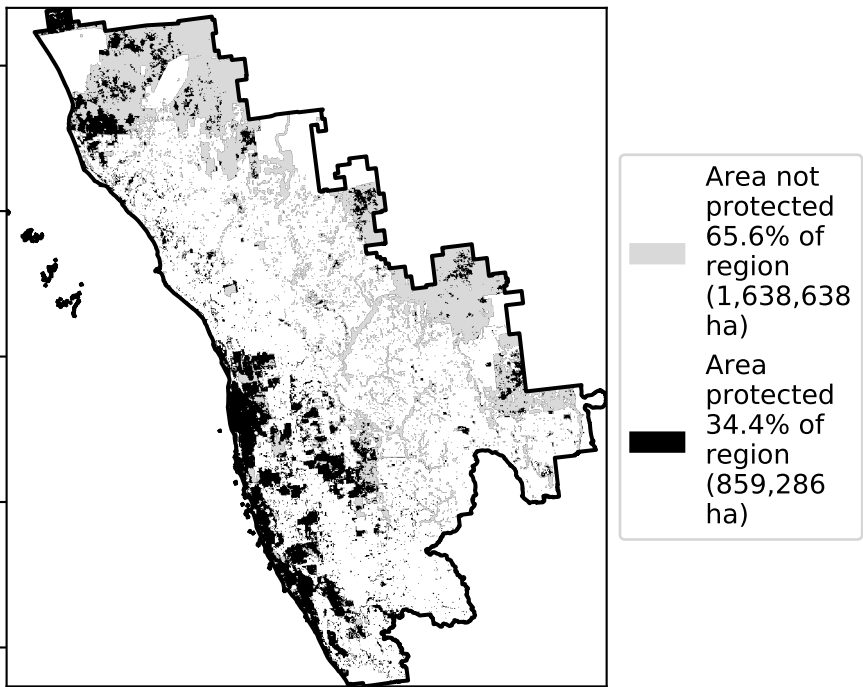 Area not
protected
65.6% of
region
(1,638,638
ha)
Area
protected
34.4% of
region
(859,286
ha)